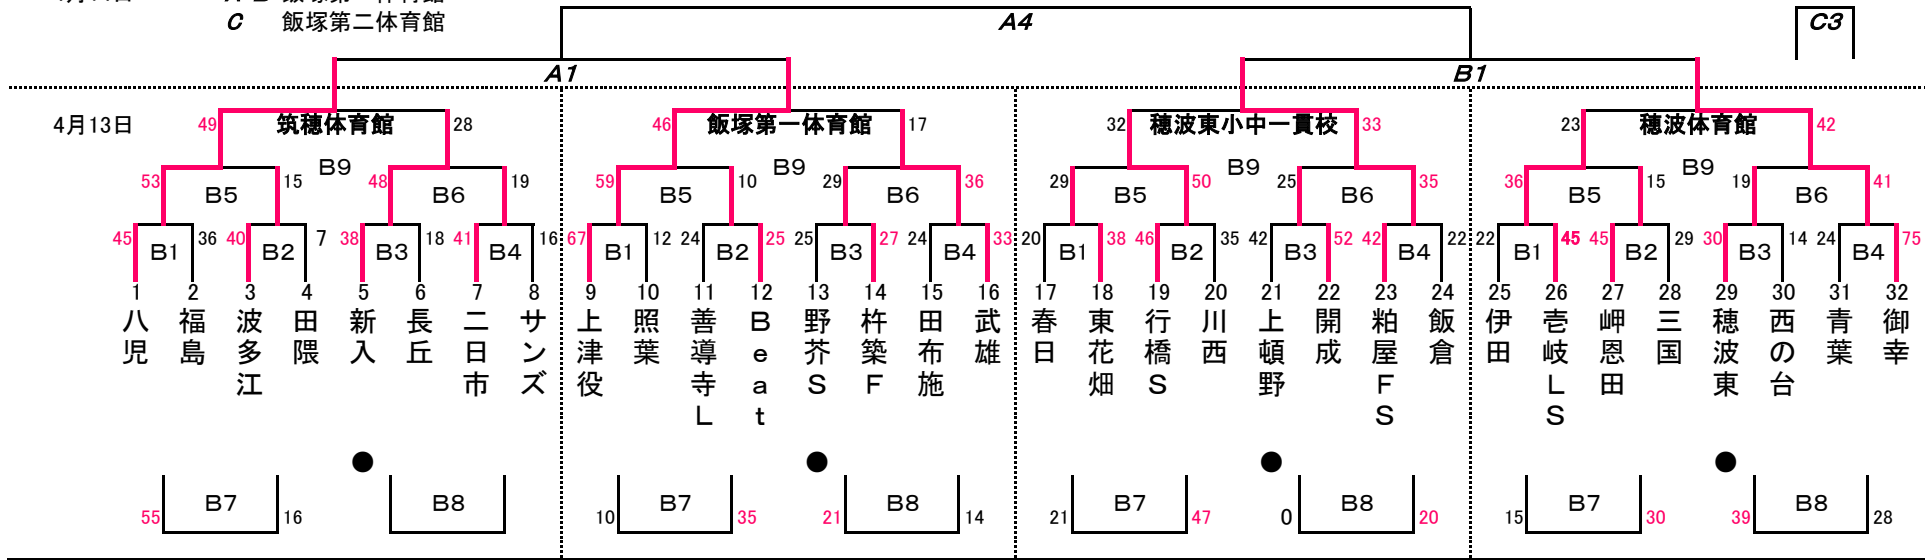 C 飯塚第二体育館
A4
C3
A1
B1
4月13日
49 筑穂体育館 28
46 飯塚第一体育館 17
32 穂波東小中一貫校 33
23 穂波体育館 42
B9 B9 B9 B9
53 B5 15 48 B6 19
59 B5 10 29 B6 36
29 B5 50 25 B6 35
36 B5 15 19 B6 41
45 B1 36 40 B2 7 38 B3 18 41 B4 16
67 B1 12 24 B2 25 25 B3 27 24 B4 33
20 B1 38 46 B2 35 42 B3 52 42 B4 22
22 B1 45 45 B2 29 30 B3 14 24 B4 75
1 八児
2 福島
3 波多江
4 田隈
5 新入
6 長丘
7 二日市
8 サンズ
9 上津役
10 照葉
11 善導寺L
12 Beat
13 野芥S
14 杵築F
15 田布施
16 武雄
17 春日
18 東花畑
19 行橋S
20 川西
21 上頓野
22 開成
23 粕屋FS
24 飯倉
25 伊田
26 壱岐LS
27 岬恩田
28 三国
29 穂波東
30 西の台
31 青葉
32 御幸
● ● ● ●
55 B7 16 B8
10 B7 35 21 B8 14
21 B7 47 0 B8 20
15 B7 30 39 B8 28